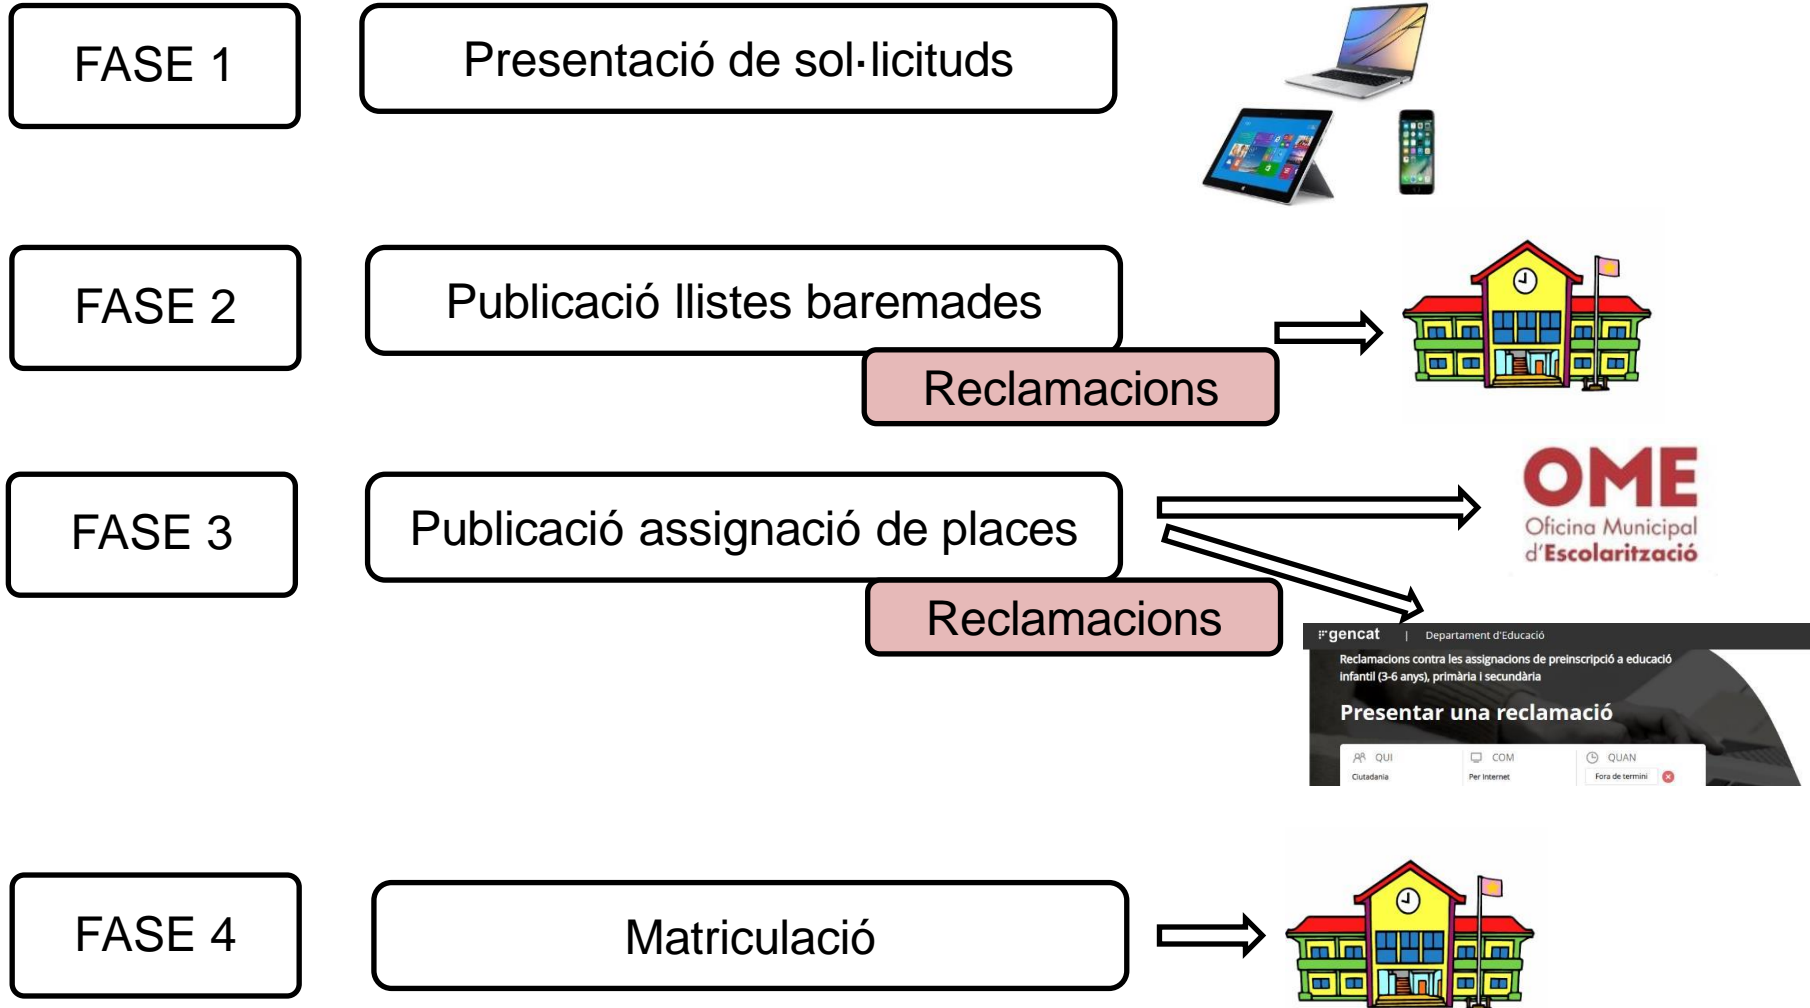 FASE 1
Presentació de sol·licituds
FASE 2
Publicació llistes baremades
Reclamacions
FASE 3
Publicació assignació de places
Reclamacions
OME
Oficina Municipal
d'Escolarització
gencat | Departament d'Educació
Reclamacions contra les assignacions de preinscripció a educació
infantil (3-6 anys), primària i secundària
Presentar una reclamació
QUI
COM
QUAN
Ciutadania
Per Internet
Fora de termini
FASE 4
Matriculació